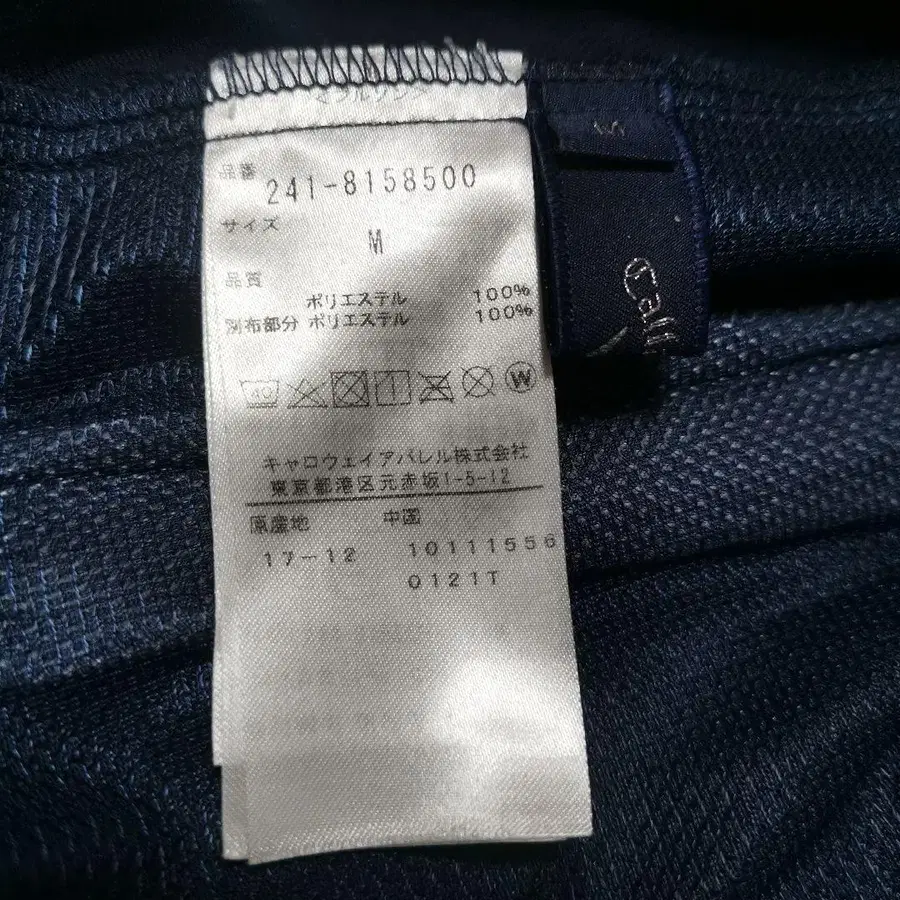 品番
241-8158500
サイズ
M
品質
ポリエステル 100%
別布部分 ポリエステル 100%
40
W
キャロウェイアパレル株式会社
東京都港区元赤坂1-5-12
原産地 中国
17-12 10111556
0121T
Call